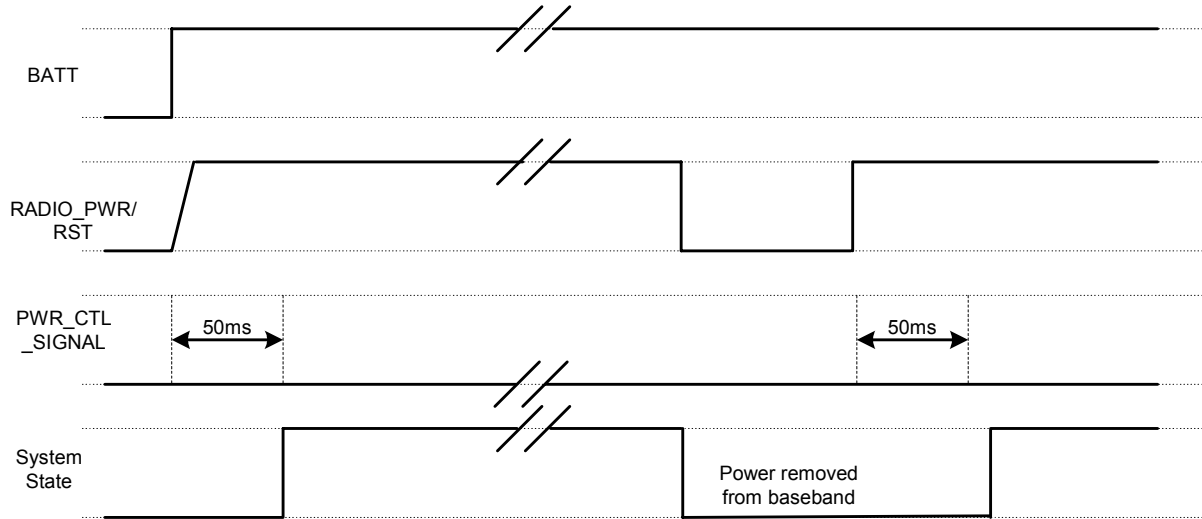 BATT
RADIO_PWR/
RST
PWR_CTL
_SIGNAL
50ms
50ms
System
State
Power removed
from baseband